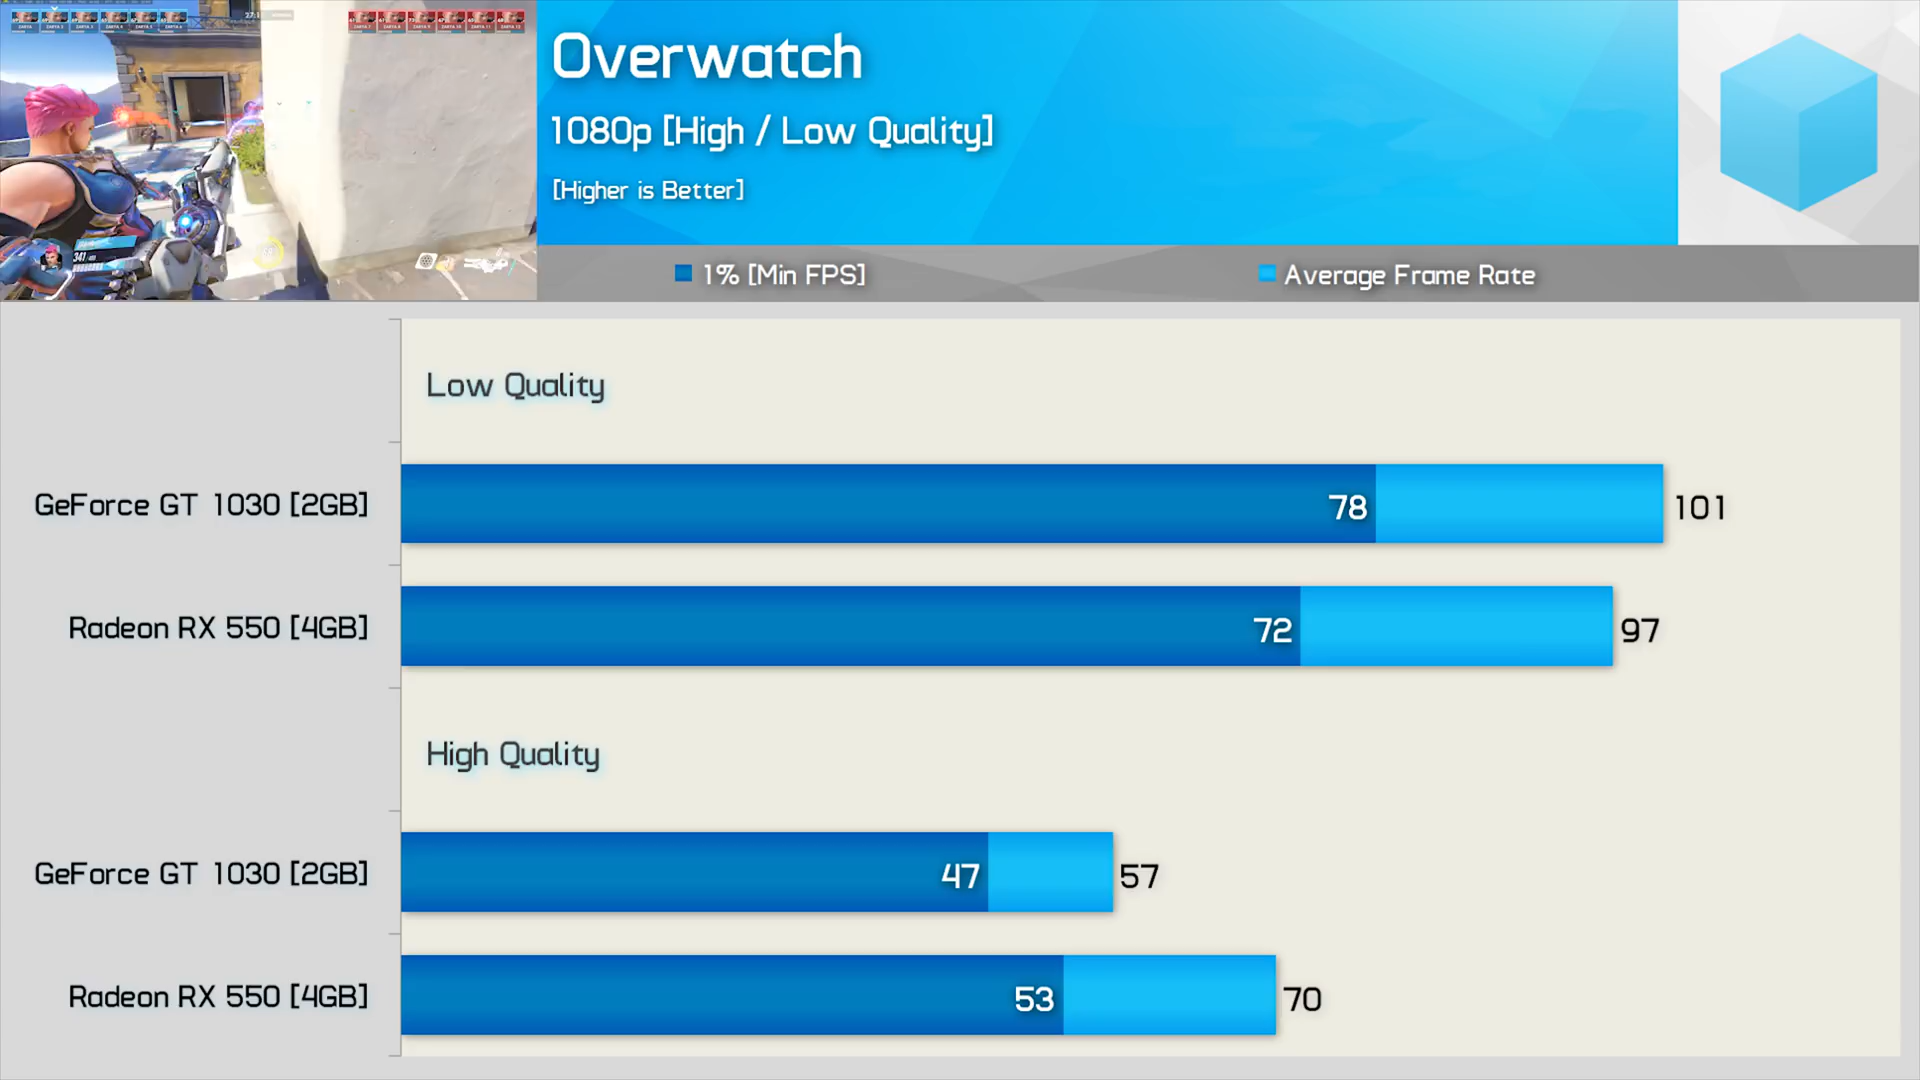 Overwatch
1080p [High / Low Quality]
[Higher is Better]
1% [Min FPS]
Average Frame Rate
Low Quality
GeForce GT 1030 [2GB]
78
101
Radeon RX 550 [4GB]
72
97
High Quality
GeForce GT 1030 [2GB]
47
57
Radeon RX 550 [4GB]
53
70